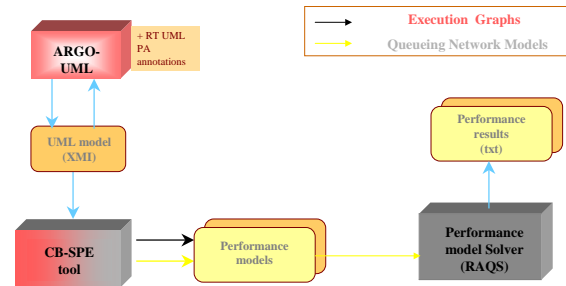 ARGO-
UML
+ RT UML
PA
annotations
Execution Graphs
Queueing Network Models
UML model
(XMI)
Performance
results
(txt)
CB-SPE
tool
Performance
models
Performance
model Solver
(RAQS)